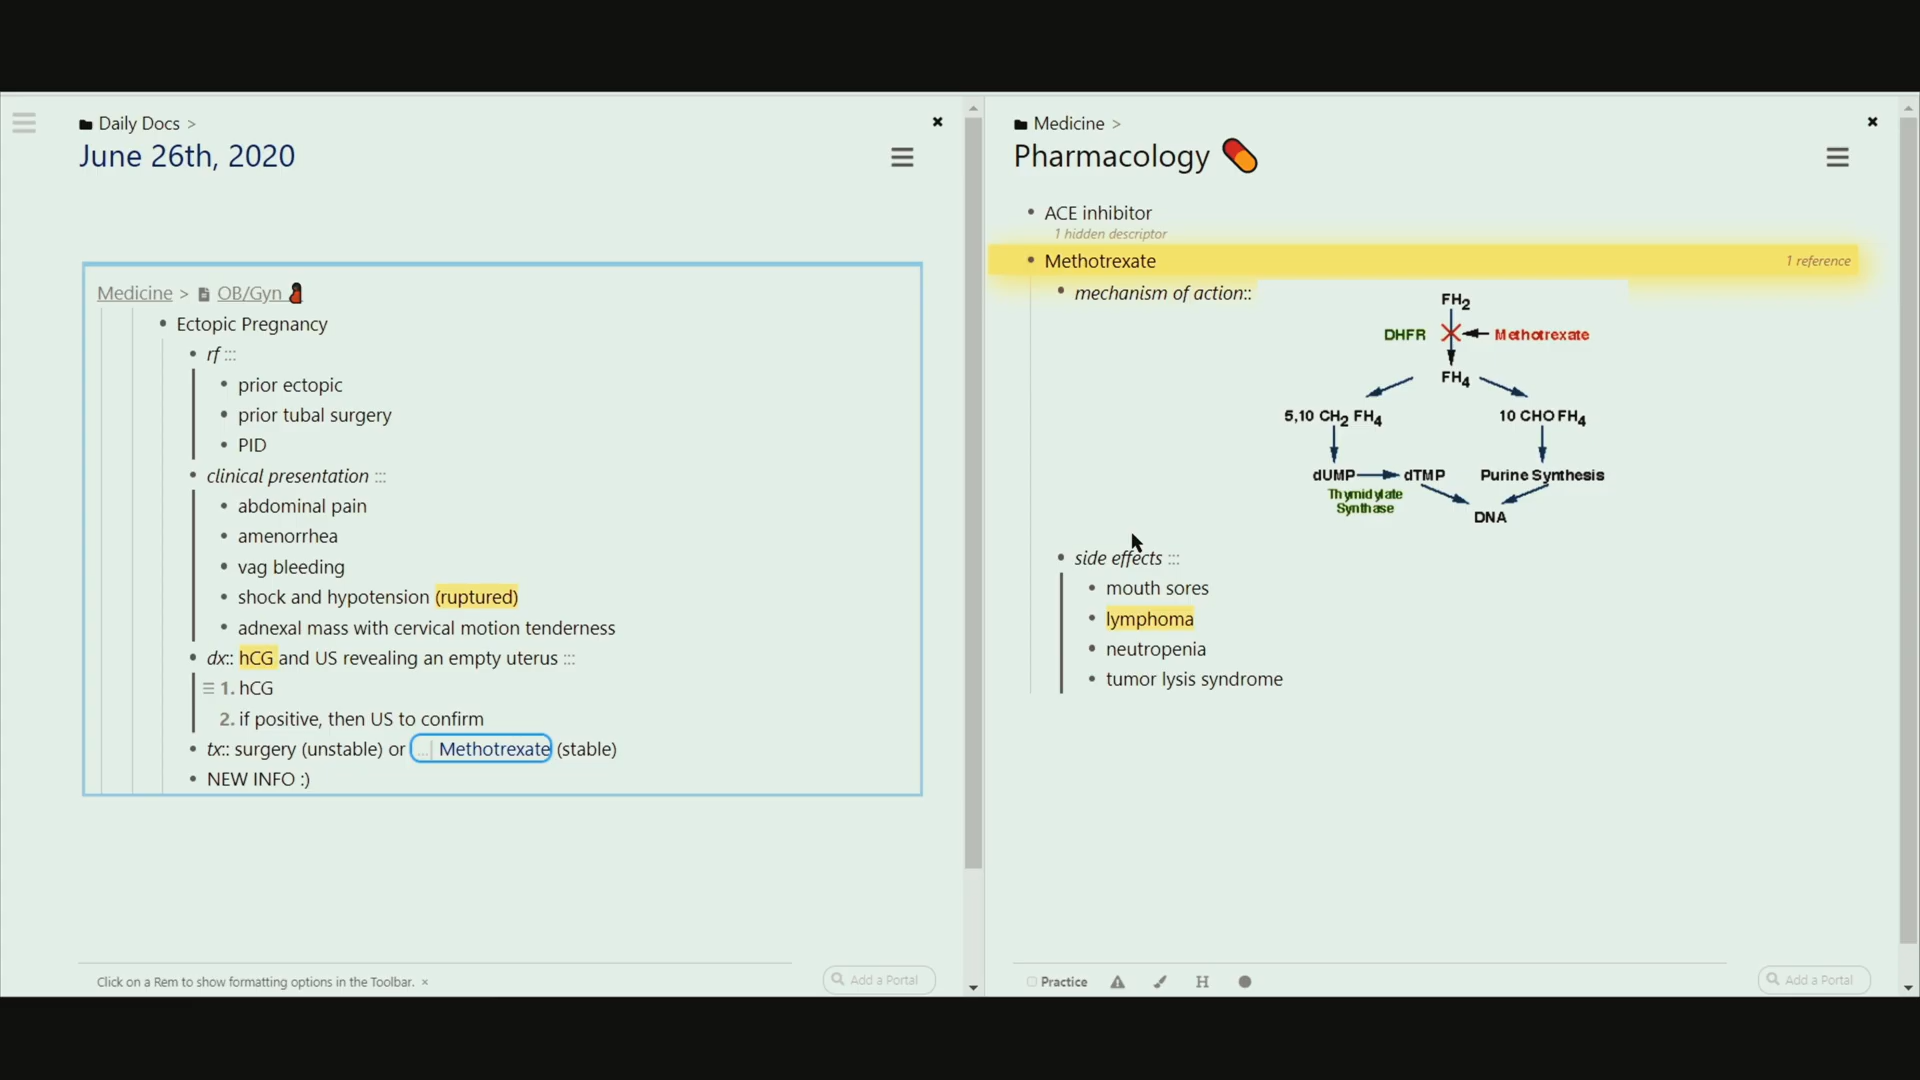 Daily Docs >
June 26th, 2020
Medicine > OB/Gyn
Ectopic Pregnancy
rf :::
prior ectopic
prior tubal surgery
PID
clinical presentation :::
abdominal pain
amenorrhea
vag bleeding
shock and hypotension (ruptured)
adnexal mass with cervical motion tenderness
dx:: hCG and US revealing an empty uterus :::
1. hCG
2. if positive, then US to confirm
tx:: surgery (unstable) or ...| Methotrexate (stable)
NEW INFO :)
Click on a Rem to show formatting options in the Toolbar. ×
Add a Portal
Medicine >
Pharmacology
ACE inhibitor
1 hidden descriptor
Methotrexate
1 reference
mechanism of action::
FH2
DHFR
Methotrexate
FH4
5,10 CH2 FH4
10 CHO FH4
dUMP
dTMP
Purine Synthesis
Thymidylate
Synthase
DNA
side effects :::
mouth sores
lymphoma
neutropenia
tumor lysis syndrome
Practice
H
Add a Portal